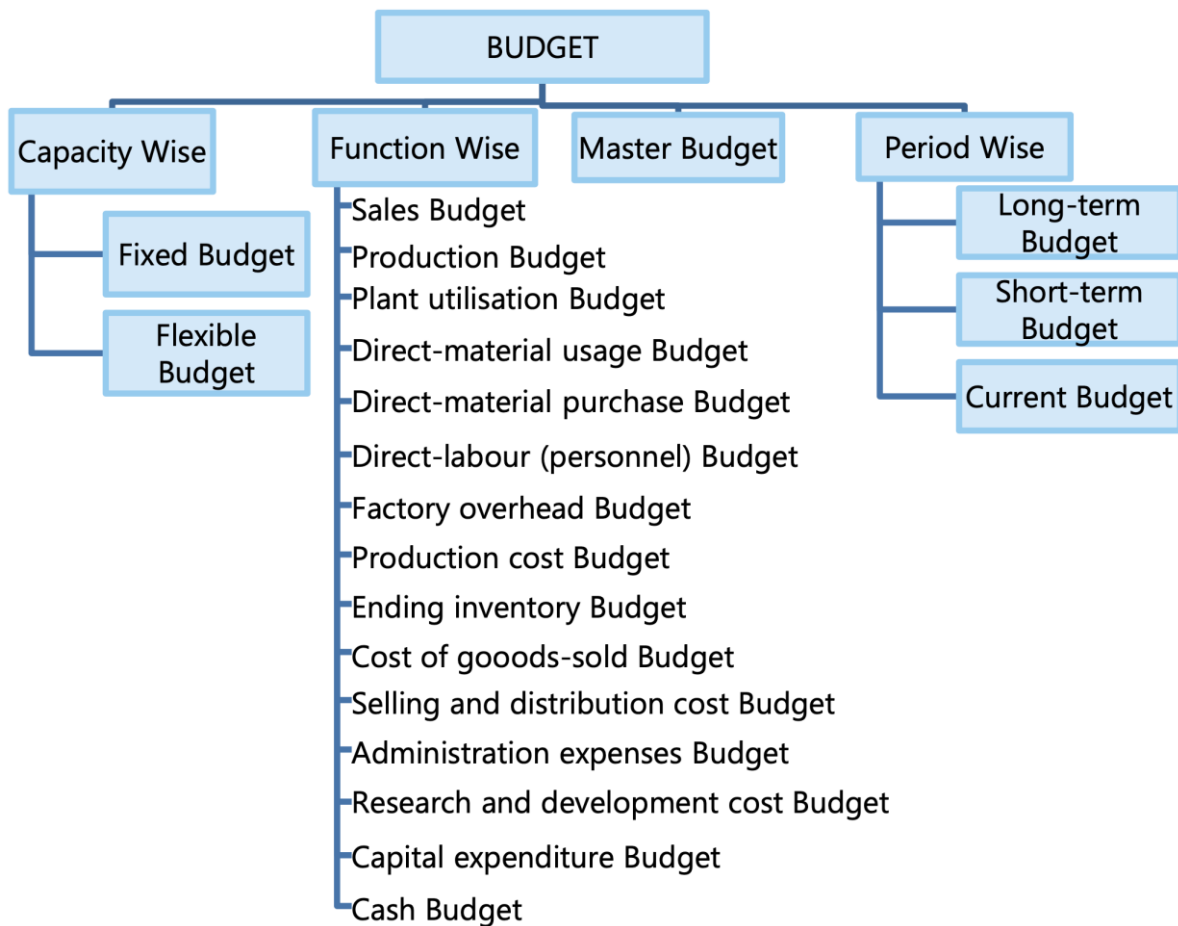 BUDGET
Capacity Wise
Fixed Budget
Flexible
Budget
Function Wise
Sales Budget
Production Budget
Plant utilisation Budget
Direct-material usage Budget
Direct-material purchase Budget
Direct-labour (personnel) Budget
Factory overhead Budget
Production cost Budget
Ending inventory Budget
Cost of gooods-sold Budget
Selling and distribution cost Budget
Administration expenses Budget
Research and development cost Budget
Capital expenditure Budget
Cash Budget
Master Budget
Period Wise
Long-term
Budget
Short-term
Budget
Current Budget